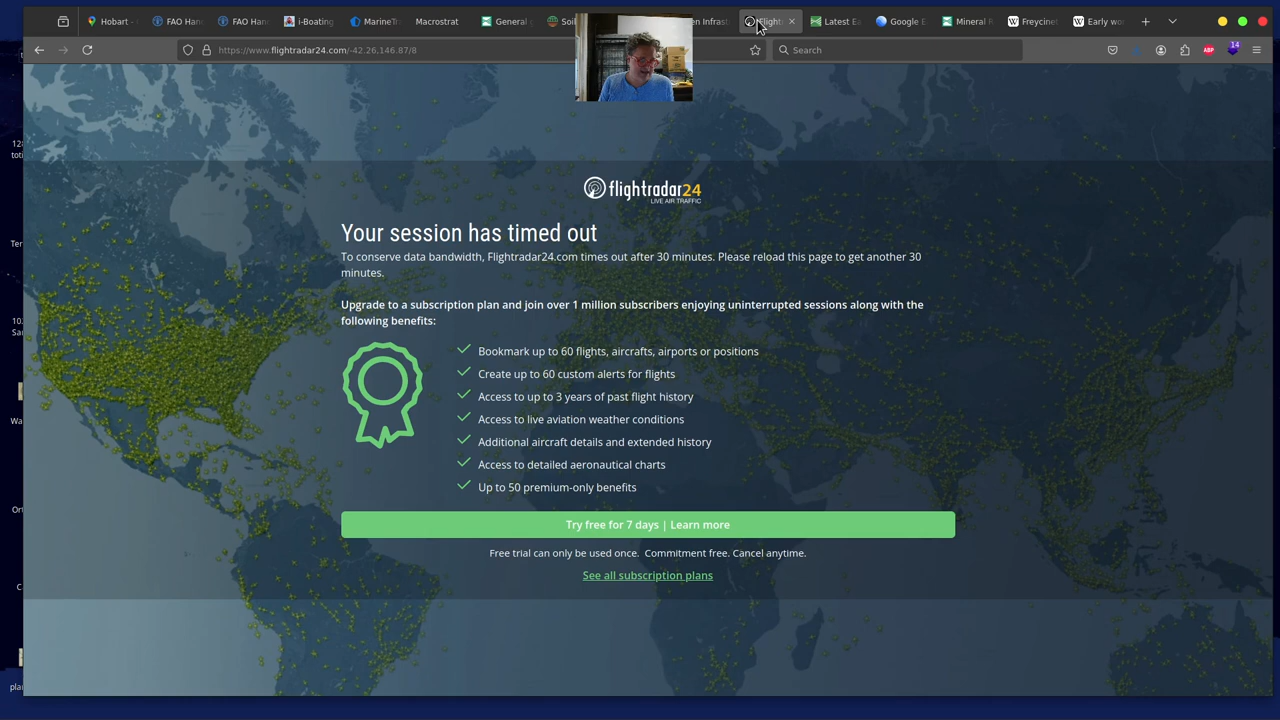 Hobart -
FAO Han
FAO Han
i-Boating
MarineTr
Macrostrat
General
Soil
en Infrast
Flight
Latest Ea
Google E
Mineral R
Freycinet
Early wo
https://www.flightradar24.com/-42.26,146.87/8
Search
ABP
14
flightradar24
LIVE AIR TRAFFIC
Your session has timed out
To conserve data bandwidth, Flightradar24.com times out after 30 minutes. Please reload this page to get another 30
minutes.
Upgrade to a subscription plan and join over 1 million subscribers enjoying uninterrupted sessions along with the
following benefits:
Bookmark up to 60 flights, aircrafts, airports or positions
Create up to 60 custom alerts for flights
Access to up to 3 years of past flight history
Access to live aviation weather conditions
Additional aircraft details and extended history
Access to detailed aeronautical charts
Up to 50 premium-only benefits
Try free for 7 days | Learn more
Free trial can only be used once. Commitment free. Cancel anytime.
See all subscription plans